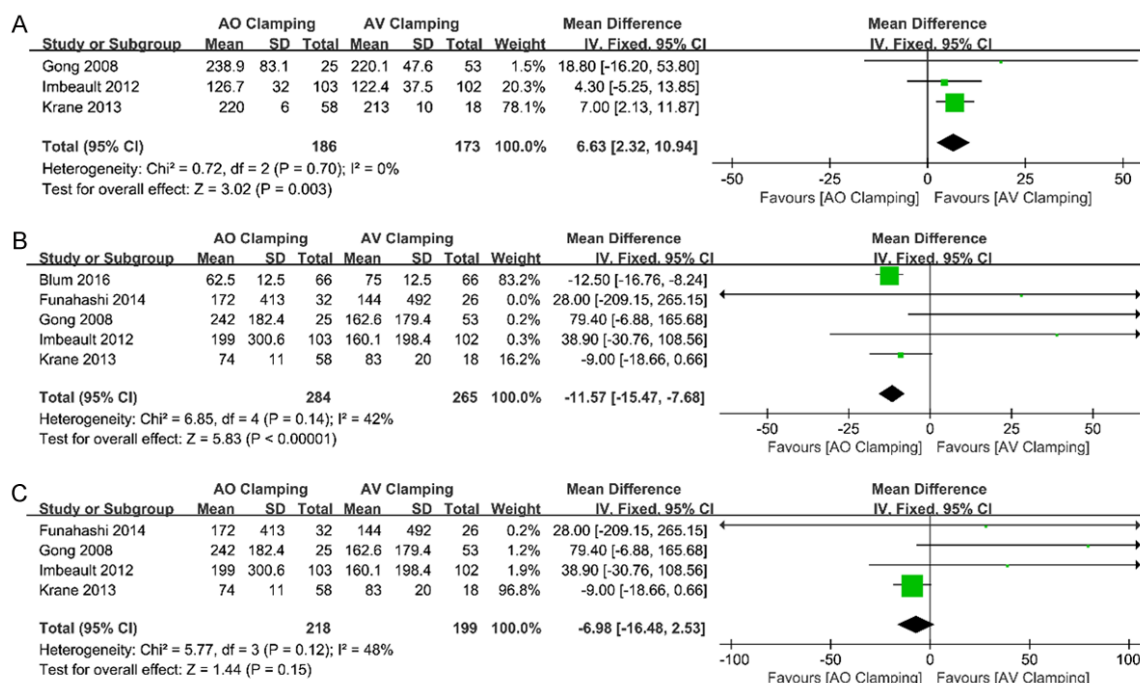 A
AO Clamping AV Clamping Mean Difference Mean Difference
Study or Subgroup Mean SD Total Mean SD Total Weight IV. Fixed. 95% CI IV. Fixed. 95% CI
Gong 2008 238.9 83.1 25 220.1 47.6 53 1.5% 18.80 [-16.20, 53.80]
Imbeault 2012 126.7 32 103 122.4 37.5 102 20.3% 4.30 [-5.25, 13.85]
Krane 2013 220 6 58 213 10 18 78.1% 7.00 [2.13, 11.87]
Total (95% CI) 186 173 100.0% 6.63 [2.32, 10.94]
Heterogeneity: Chi² = 0.72, df = 2 (P = 0.70); I² = 0%
Test for overall effect: Z = 3.02 (P = 0.003)
-50 -25 0 25 50
Favours [AO Clamping] Favours [AV Clamping]
B
AO Clamping AV Clamping Mean Difference Mean Difference
Study or Subgroup Mean SD Total Mean SD Total Weight IV. Fixed. 95% CI IV. Fixed. 95% CI
Blum 2016 62.5 12.5 66 75 12.5 66 83.2% -12.50 [-16.76, -8.24]
Funahashi 2014 172 413 32 144 492 26 0.0% 28.00 [-209.15, 265.15]
Gong 2008 242 182.4 25 162.6 179.4 53 0.2% 79.40 [-6.88, 165.68]
Imbeault 2012 199 300.6 103 160.1 198.4 102 0.3% 38.90 [-30.76, 108.56]
Krane 2013 74 11 58 83 20 18 16.2% -9.00 [-18.66, 0.66]
Total (95% CI) 284 265 100.0% -11.57 [-15.47, -7.68]
Heterogeneity: Chi² = 6.85, df = 4 (P = 0.14); I² = 42%
Test for overall effect: Z = 5.83 (P < 0.00001)
-50 -25 0 25 50
Favours [AO Clamping] Favours [AV Clamping]
C
AO Clamping AV Clamping Mean Difference Mean Difference
Study or Subgroup Mean SD Total Mean SD Total Weight IV. Fixed. 95% CI IV. Fixed. 95% CI
Funahashi 2014 172 413 32 144 492 26 0.2% 28.00 [-209.15, 265.15]
Gong 2008 242 182.4 25 162.6 179.4 53 1.2% 79.40 [-6.88, 165.68]
Imbeault 2012 199 300.6 103 160.1 198.4 102 1.9% 38.90 [-30.76, 108.56]
Krane 2013 74 11 58 83 20 18 96.8% -9.00 [-18.66, 0.66]
Total (95% CI) 218 199 100.0% -6.98 [-16.48, 2.53]
Heterogeneity: Chi² = 5.77, df = 3 (P = 0.12); I² = 48%
Test for overall effect: Z = 1.44 (P = 0.15)
-100 -50 0 50 100
Favours [AO Clamping] Favours [AV Clamping]